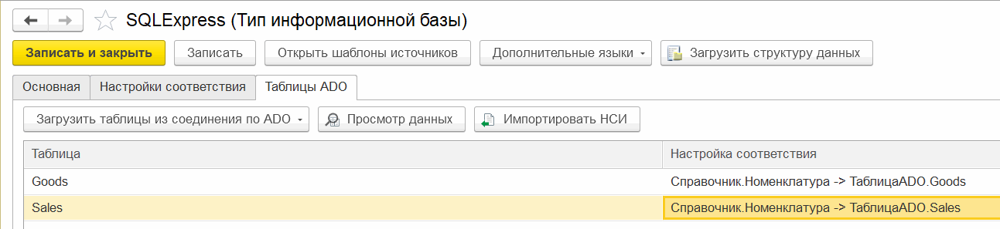 SQLExpress (Тип информационной базы)
Записать и закрыть Записать Открыть шаблоны источников Дополнительные языки Загрузить структуру данных
Основная Настройки соответствия Таблицы ADO
Загрузить таблицы из соединения по ADO Просмотр данных Импортировать НСИ
Таблица Настройка соответствия
Goods Справочник.Номенклатура -> ТаблицаADO.Goods
Sales Справочник.Номенклатура -> ТаблицаADO.Sales